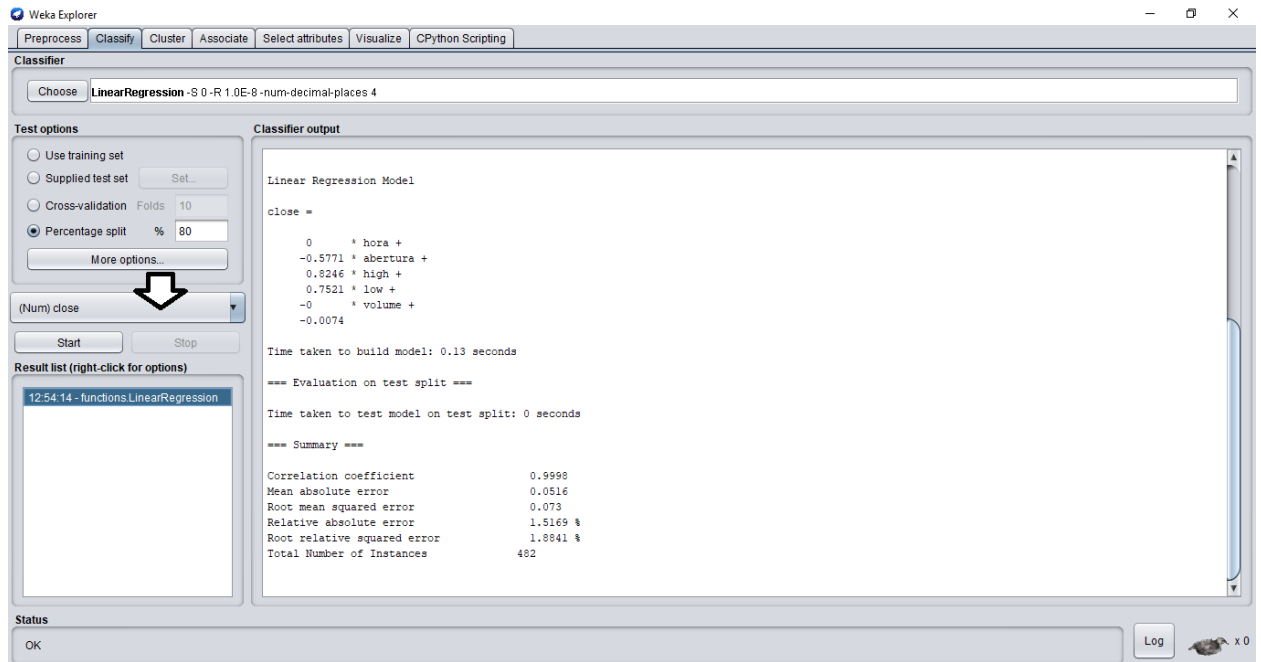 Weka Explorer
Preprocess Classify Cluster Associate Select attributes Visualize CPython Scripting
Classifier
Choose LinearRegression -S 0 -R 1.0E-8 -num-decimal-places 4
Test options
Use training set
Supplied test set Set...
Cross-validation Folds 10
Percentage split % 80
More options...
(Num) close
Start Stop
Result list (right-click for options)
12:54:14 - functions.LinearRegression
Classifier output
Linear Regression Model
close =
0 * hora +
-0.5771 * abertura +
0.8246 * high +
0.7521 * low +
-0 * volume +
-0.0074
Time taken to build model: 0.13 seconds
=== Evaluation on test split ===
Time taken to test model on test split: 0 seconds
=== Summary ===
Correlation coefficient 0.9998
Mean absolute error 0.0516
Root mean squared error 0.073
Relative absolute error 1.5169 %
Root relative squared error 1.8841 %
Total Number of Instances 482
Status
OK
Log x 0